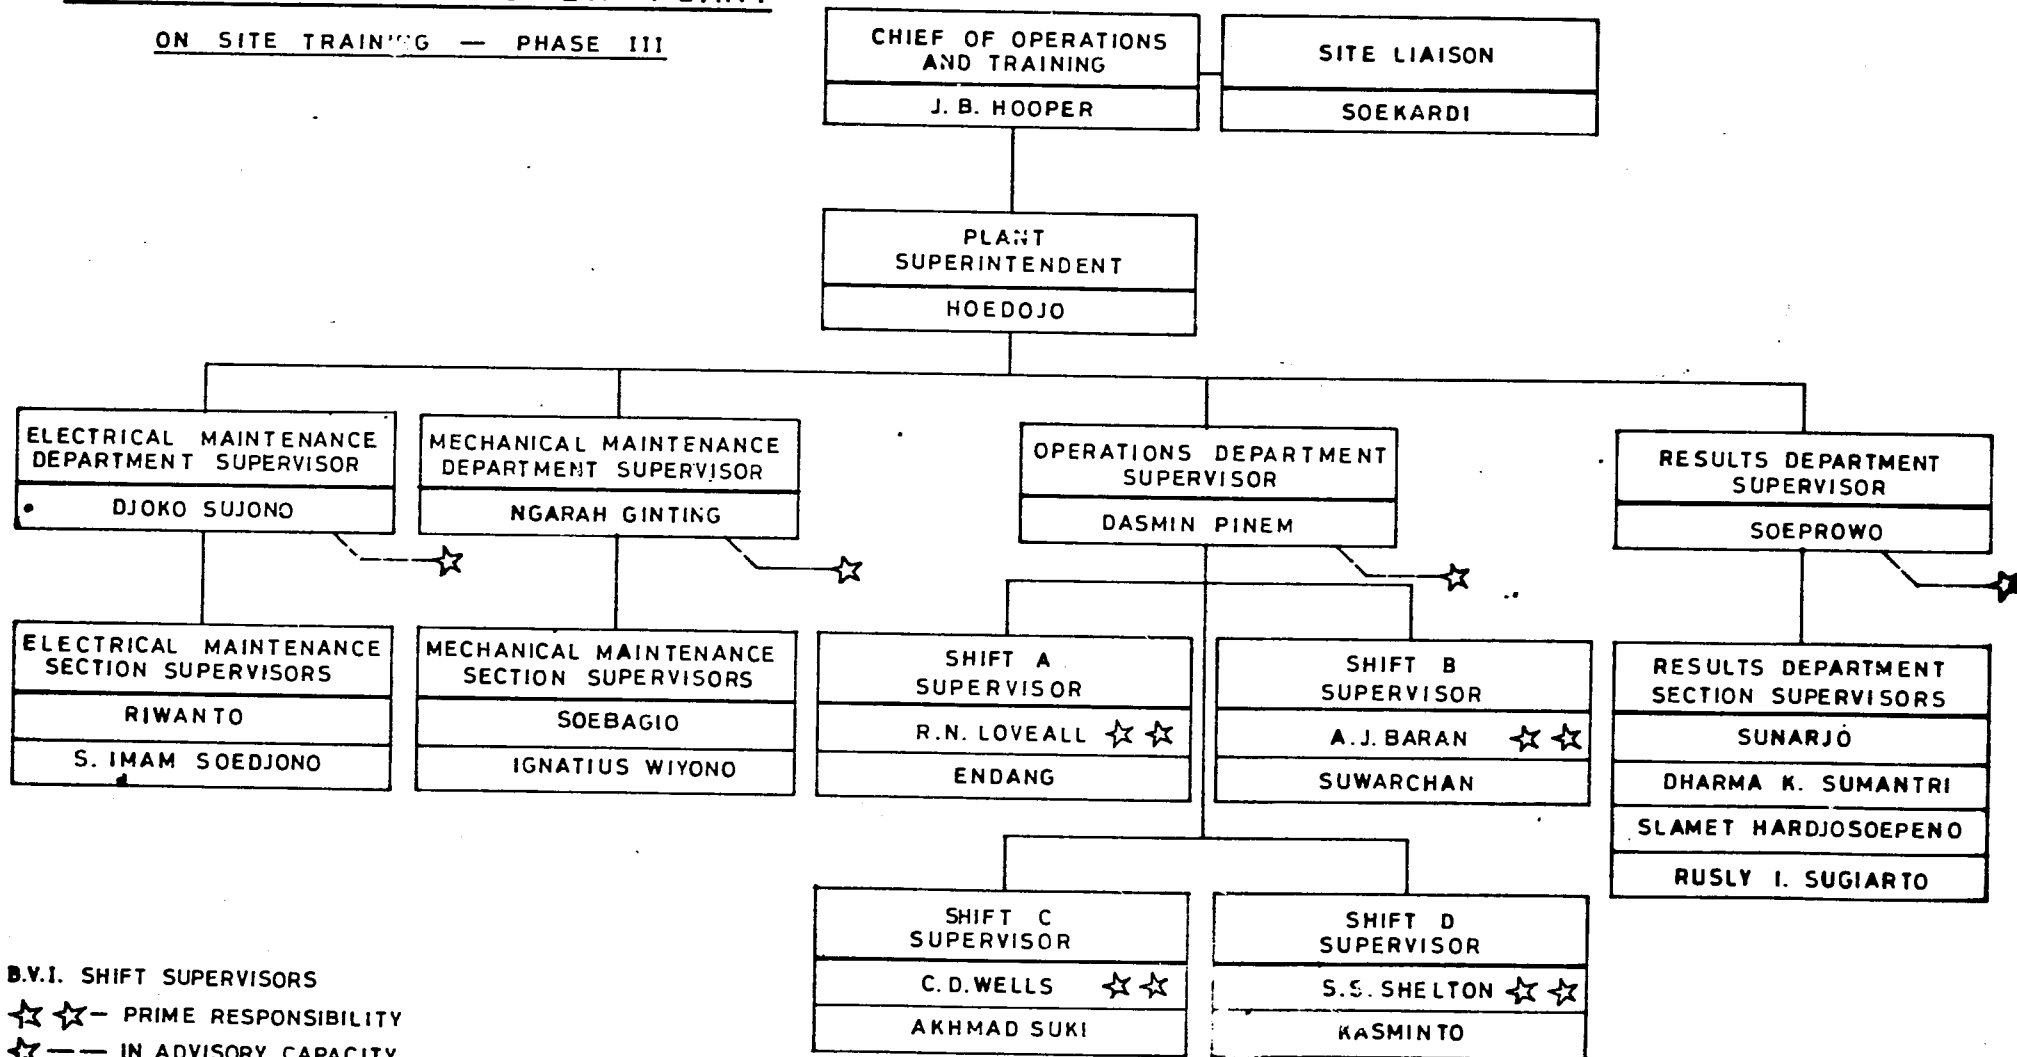 PLANT
ON SITE TRAINING — PHASE III
CHIEF OF OPERATIONS
AND TRAINING
J. B. HOOPER
SITE LIAISON
SOEKARDI
PLANT
SUPERINTENDENT
HOEDOJO
ELECTRICAL MAINTENANCE
DEPARTMENT SUPERVISOR
DJOKO SUJONO
MECHANICAL MAINTENANCE
DEPARTMENT SUPERVISOR
NGARAH GINTING
OPERATIONS DEPARTMENT
SUPERVISOR
DASMIN PINEM
RESULTS DEPARTMENT
SUPERVISOR
SOEPROWO
ELECTRICAL MAINTENANCE
SECTION SUPERVISORS
RIWANTO
S. IMAM SOEDJONO
MECHANICAL MAINTENANCE
SECTION SUPERVISORS
SOEBAGIO
IGNATIUS WIYONO
SHIFT A
SUPERVISOR
R.N. LOVEALL ☆ ☆
ENDANG
SHIFT B
SUPERVISOR
A.J. BARAN ☆ ☆
SUWARCHAN
RESULTS DEPARTMENT
SECTION SUPERVISORS
SUNARJO
DHARMA K. SUMANTRI
SLAMET HARDJOSOEPENO
RUSLY I. SUGIARTO
SHIFT C
SUPERVISOR
C.D. WELLS ☆ ☆
AKHMAD SUKI
SHIFT D
SUPERVISOR
S.S. SHELTON ☆ ☆
KASMINTO
B.V.I. SHIFT SUPERVISORS
☆ ☆ — PRIME RESPONSIBILITY
☆ — — IN ADVISORY CAPACITY